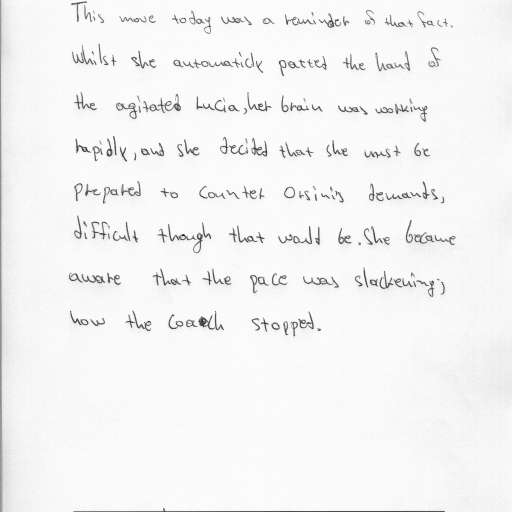 This move today was a reminder of that fact.
Whilst she automaticly patted the hand of
the agitated Lucia, her brain was working
rapidly, and she decided that she must be
prepared to counter Orsinis demands,
difficult though that would be. She became
aware that the pace was slackening;
now the coach stopped.